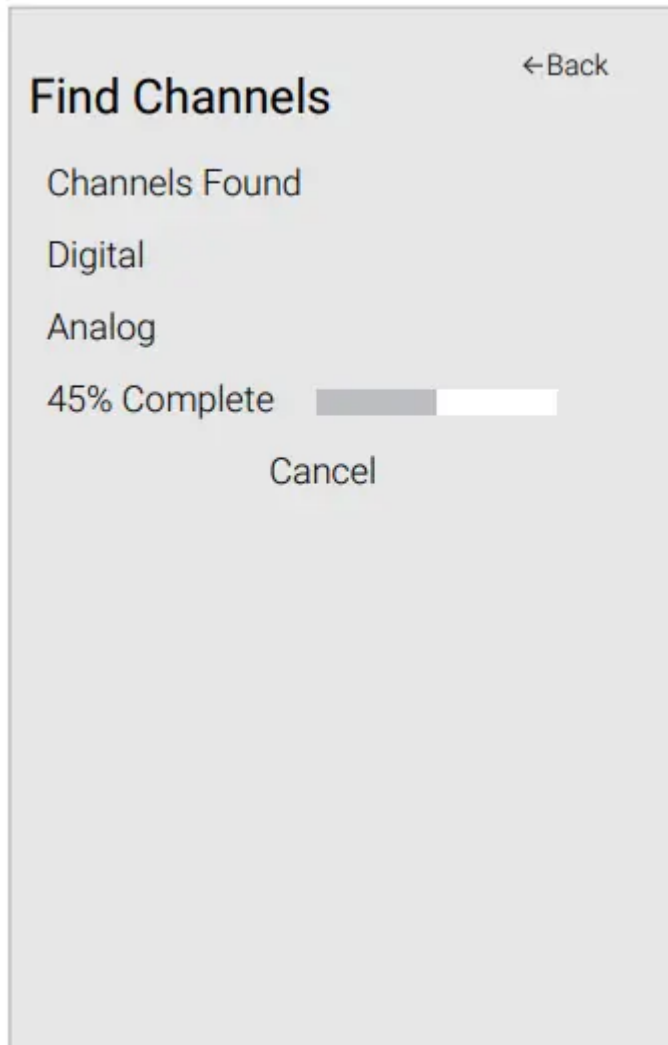 ←Back
Find Channels
Channels Found
Digital
Analog
45% Complete
Cancel